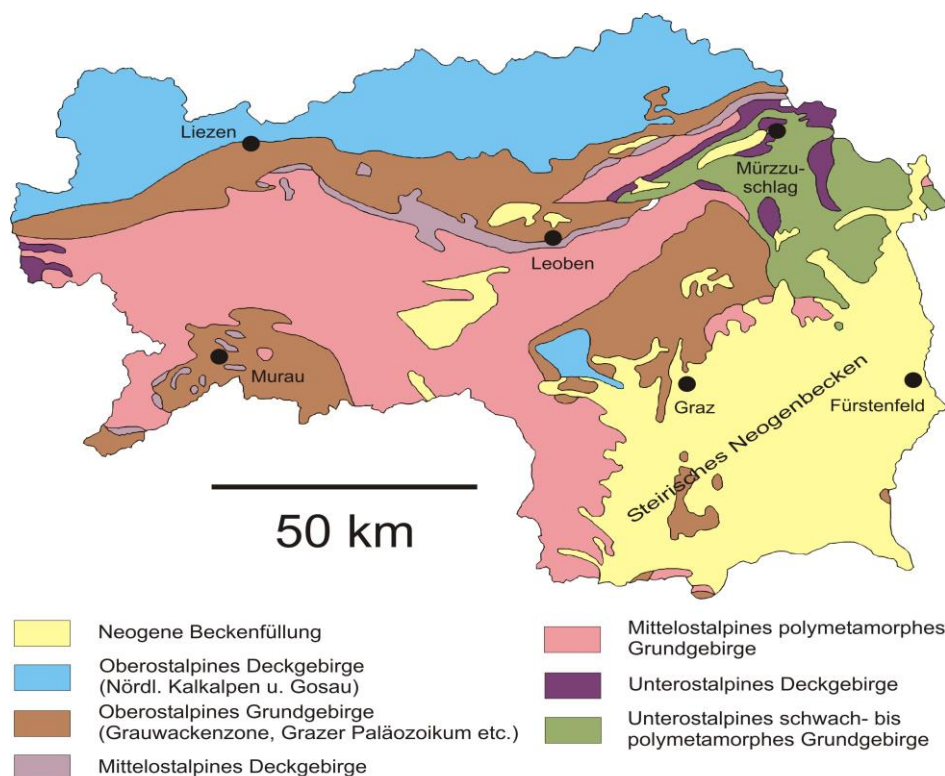 Liezen
Mürzzu-
schlag
Leoben
Murau
Graz
Fürstenfeld
Steirisches Neogenbecken
50 km
Neogene Beckenfüllung
Oberostalpines Deckgebirge
(Nördl. Kalkalpen u. Gosau)
Oberostalpines Grundgebirge
(Grauwackenzone, Grazer Paläozoikum etc.)
Mittelostalpines Deckgebirge
Mittelostalpines polymetamorphes
Grundgebirge
Unterostalpines Deckgebirge
Unterostalpines schwach- bis
polymetamorphes Grundgebirge